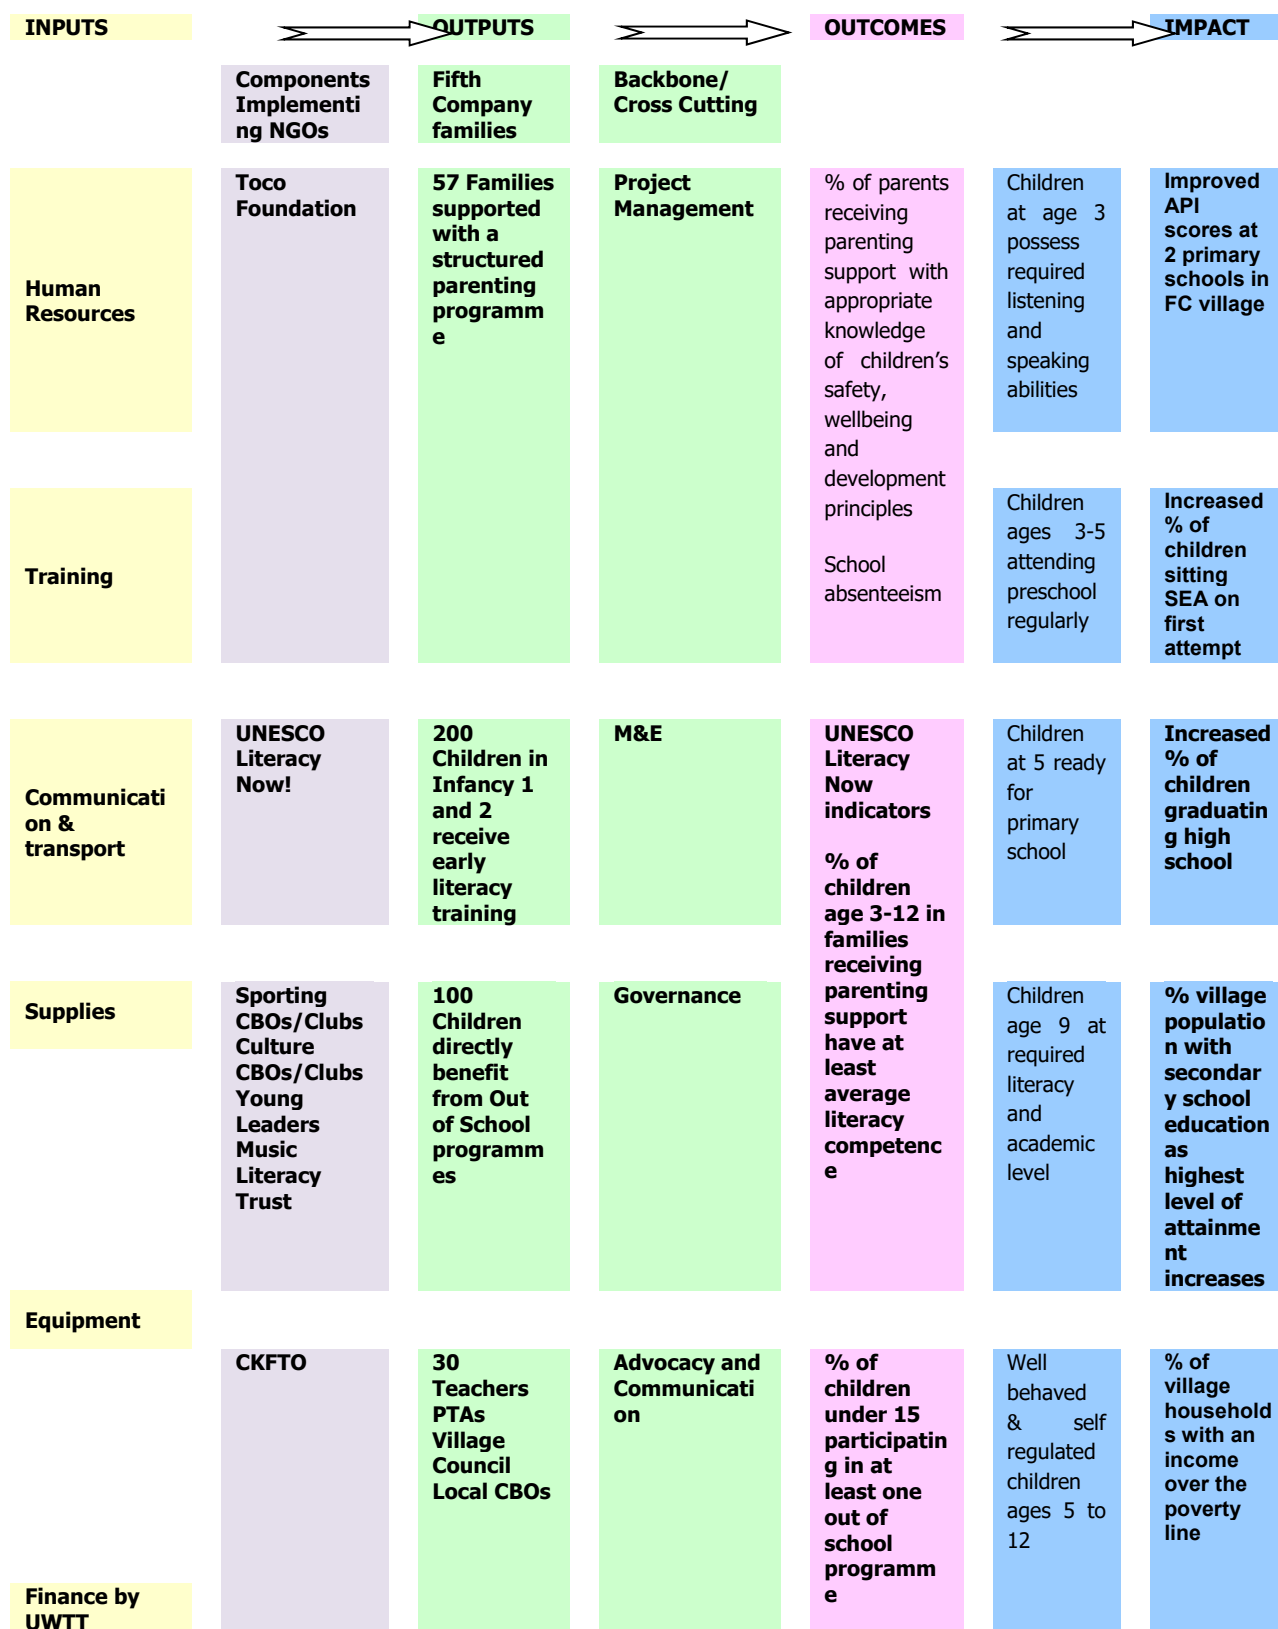 INPUTS
OUTPUTS
OUTCOMES
IMPACT
Components
Implementi
ng NGOs
Fifth
Company
families
Backbone/
Cross Cutting
Human
Resources
Toco
Foundation
57 Families
supported
with a
structured
parenting
programm
e
Project
Management
% of parents
receiving
parenting
support with
appropriate
knowledge
of children’s
safety,
wellbeing
and
development
principles
School
absenteeism
Children
at age 3
possess
required
listening
and
speaking
abilities
Improved
API
scores at
2 primary
schools in
FC village
Training
Children
ages 3-5
attending
preschool
regularly
Increased
% of
children
sitting
SEA on
first
attempt
Communicati
on &
transport
UNESCO
Literacy
Now!
200
Children in
Infancy 1
and 2
receive
early
literacy
training
M&E
UNESCO
Literacy
Now
indicators
% of
children
age 3-12 in
families
receiving
parenting
support
have at
least
average
literacy
competenc
e
Children
at 5 ready
for
primary
school
Increased
% of
children
graduatin
g high
school
Supplies
Sporting
CBOs/Clubs
Culture
CBOs/Clubs
Young
Leaders
Music
Literacy
Trust
100
Children
directly
benefit
from Out
of School
programm
es
Governance
Children
age 9 at
required
literacy
and
academic
level
% village
populatio
n with
secondar
y school
education
as
highest
level of
attainme
nt
increases
Equipment
CKFTO
30
Teachers
PTAs
Village
Council
Local CBOs
Advocacy and
Communicati
on
% of
children
under 15
participatin
g in at
least one
out of
school
programm
e
Well
behaved
& self
regulated
children
ages 5 to
12
% of
village
household
s with an
income
over the
poverty
line
Finance by
UWTT